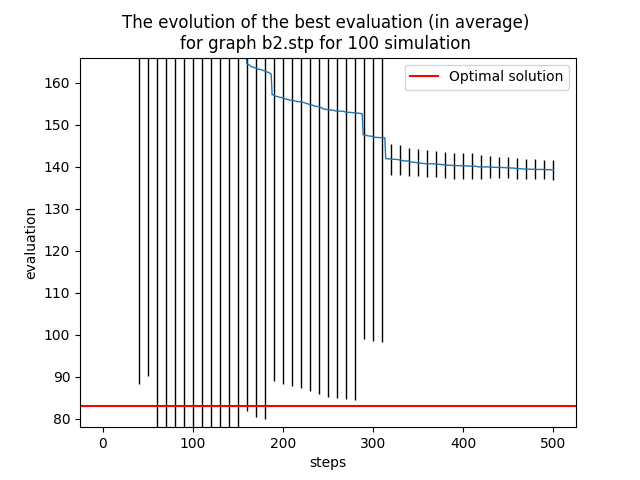 The evolution of the best evaluation (in average)
for graph b2.stp for 100 simulation
Optimal solution
evaluation
160
150
140
130
120
110
100
90
80
0 100 200 300 400 500
steps